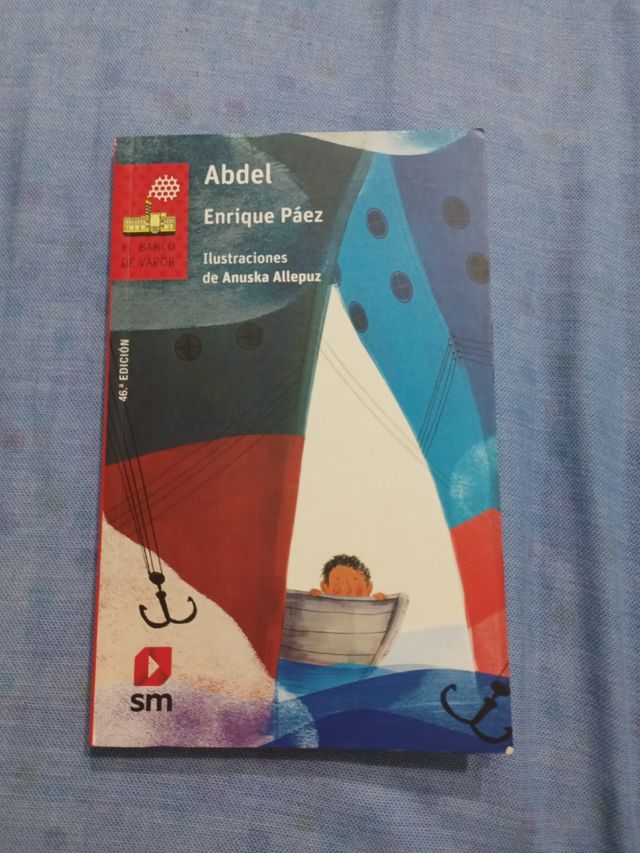 Abdel
Enrique Páez
Ilustraciones
de Anuska Allepuz
EL BARCO
DE VAPOR
46.ª EDICIÓN
sm